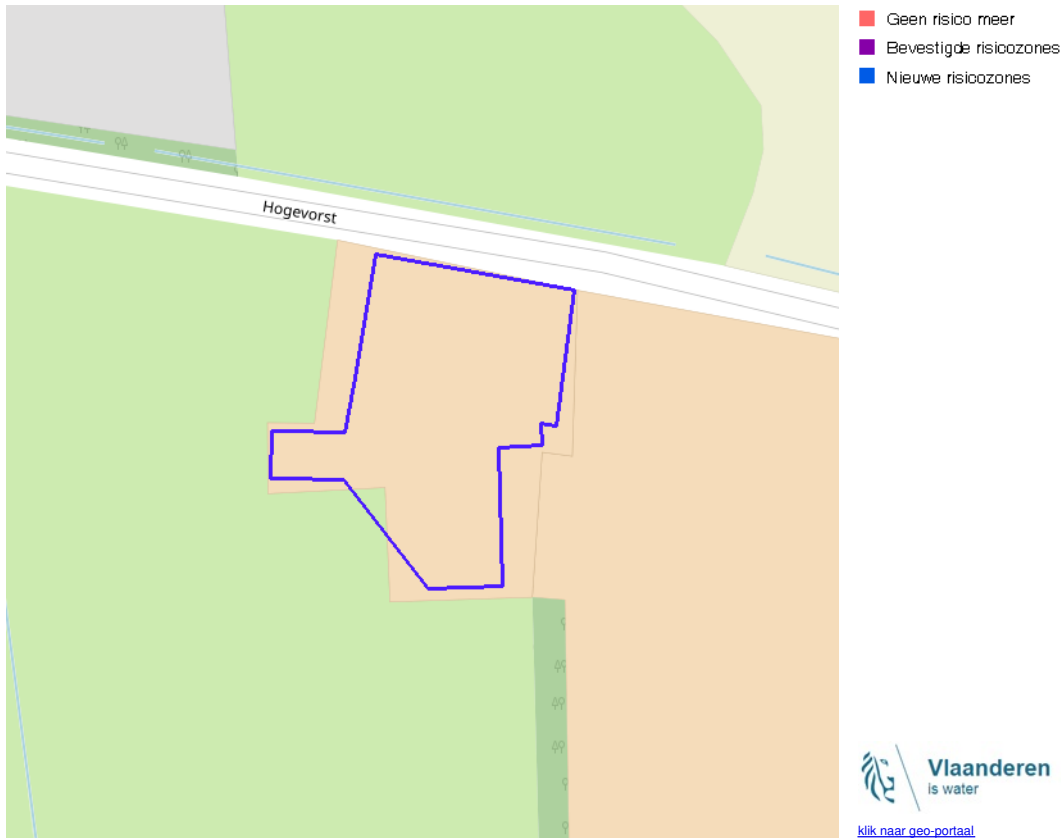 Geen risico meer
Bevestigde risicozones
Nieuwe risicozones
Hogevorst
Vlaanderen
is water
klik naar geo-portaal